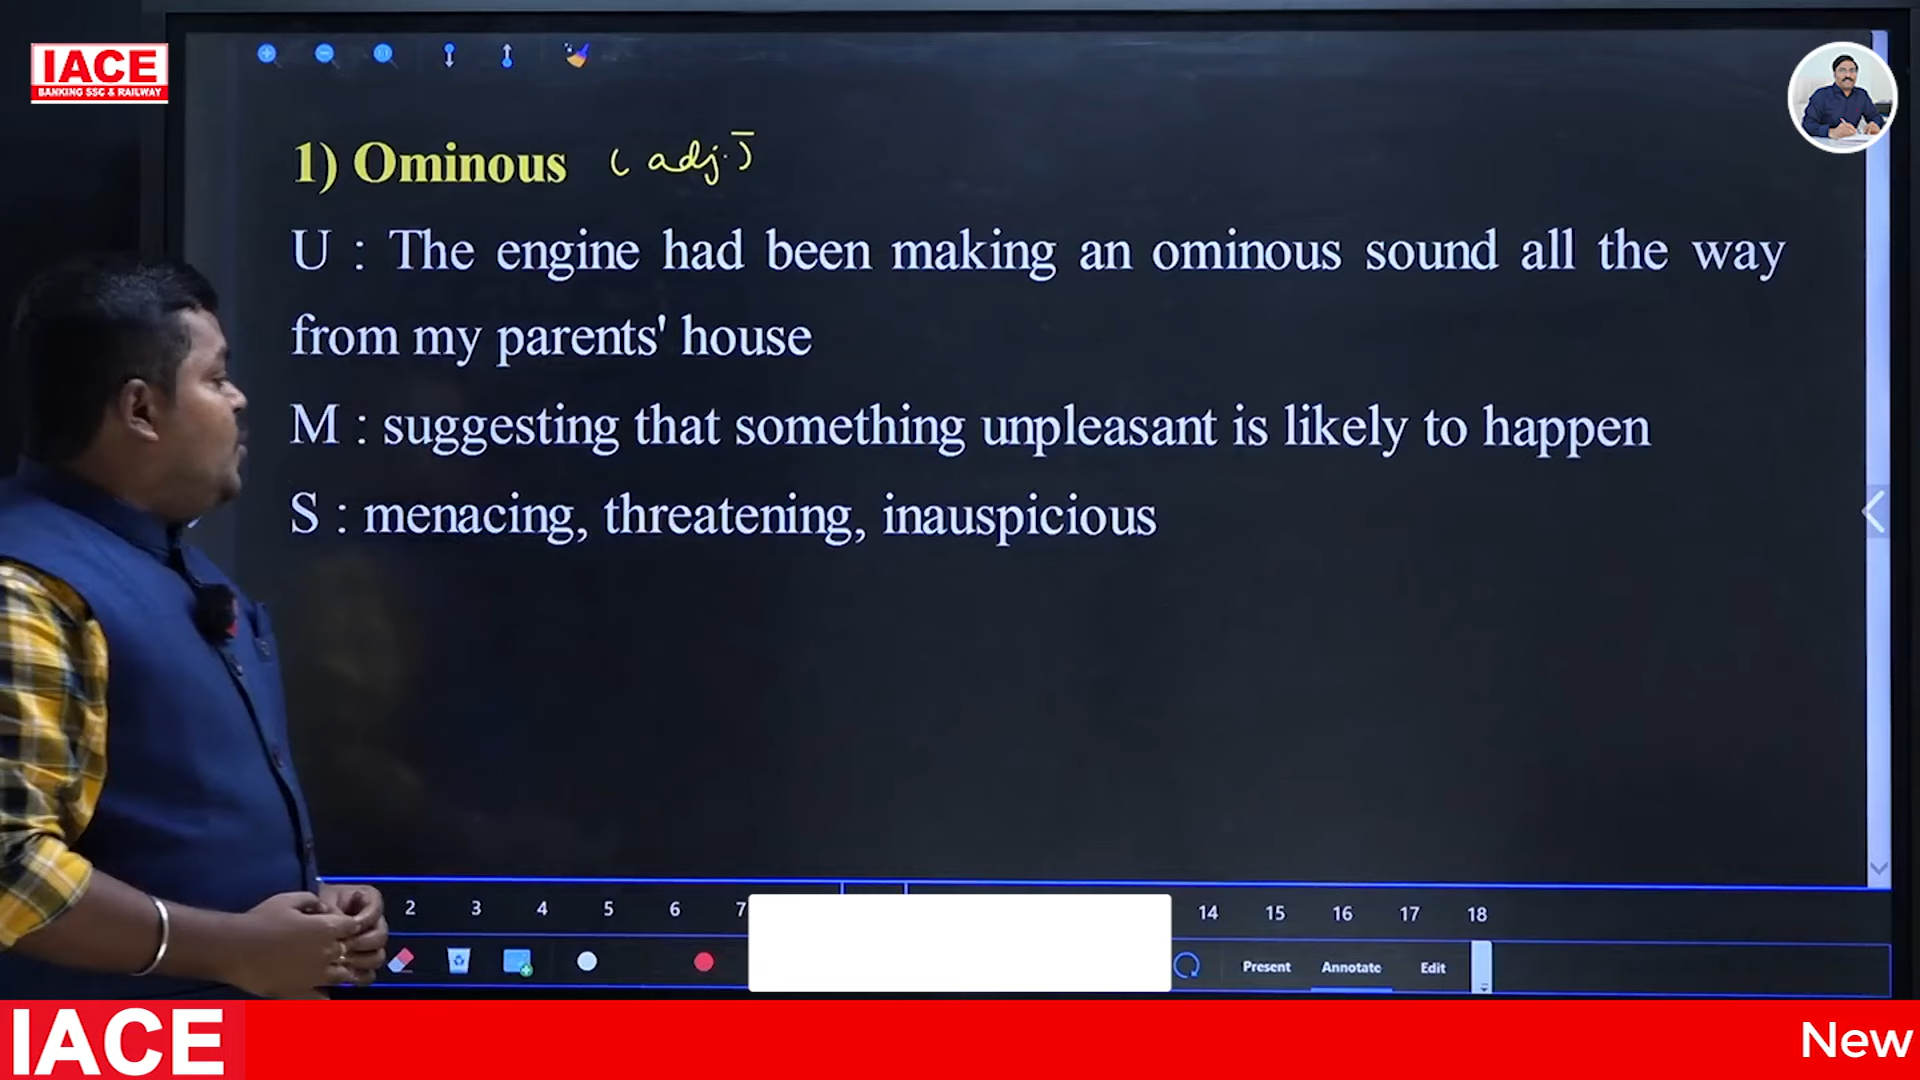 IACE
BANKING SSC & RAILWAY
1) Ominous (adj.)
U : The engine had been making an ominous sound all the way
from my parents' house
M : suggesting that something unpleasant is likely to happen
S : menacing, threatening, inauspicious
2 3 4 5 6 7 14 15 16 17 18
Present Annotate Edit
IACE New